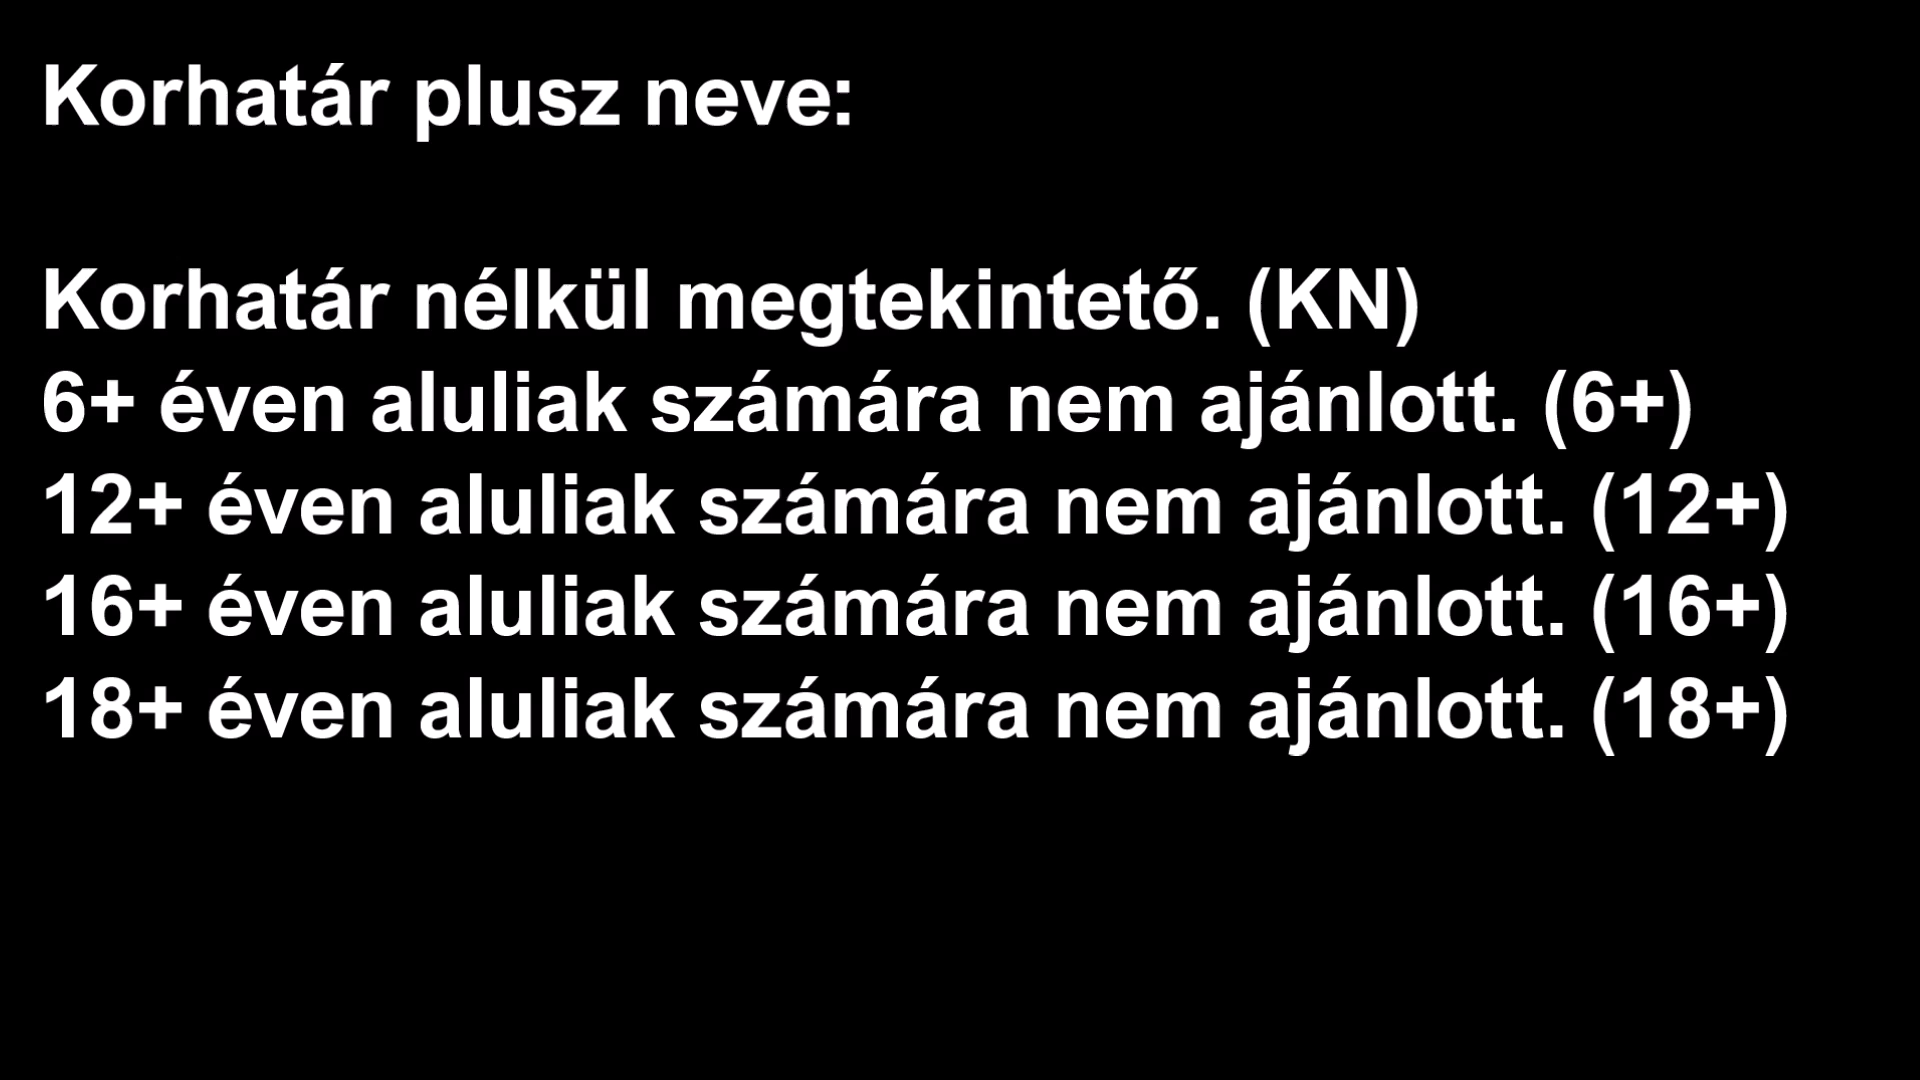 Korhatár plusz neve:
Korhatár nélkül megtekintető. (KN)
6+ éven aluliak számára nem ajánlott. (6+)
12+ éven aluliak számára nem ajánlott. (12+)
16+ éven aluliak számára nem ajánlott. (16+)
18+ éven aluliak számára nem ajánlott. (18+)